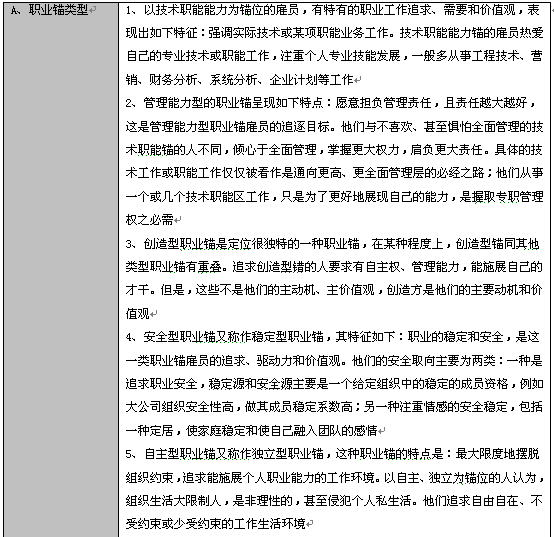 A、职业锚类型
1、以技术职能能力为锚位的雇员，有特有的职业工作追求、需要和价值观，表
现出如下特征：强调实际技术或某项职能业务工作。技术职能能力锚的雇员热爱
自己的专业技术或职能工作，注重个人专业技能发展，一般多从事工程技术、营
销、财务分析、系统分析、企业计划等工作
2、管理能力型的职业锚呈现如下特点：愿意担负管理责任，且责任越大越好，
这是管理能力型职业锚雇员的追逐目标。他们与不喜欢、甚至惧怕全面管理的技
术职能锚的人不同，倾心于全面管理，掌握更大权力，肩负更大责任。具体的技
术工作或职能工作仅仅被看作是通向更高、更全面管理层的必经之路；他们从事
一个或几个技术职能区工作，只是为了更好地展现自己的能力，是握取专职管理
权之必需
3、创造型职业锚是定位很独特的一种职业锚，在某种程度上，创造型锚同其他
类型职业锚有重叠。追求创造型错的人要求有自主权、管理能力，能施展自己的
才干。但是，这些不是他们的主动机、主价值观，创造方是他们的主要动机和价
值观
4、安全型职业锚又称作稳定型职业锚，其特征如下：职业的稳定和安全，是这
一类职业锚雇员的追求、驱动力和价值观。他们的安全取向主要为两类：一种是
追求职业安全，稳定源和安全源主要是一个给定组织中的稳定的成员资格，例如
大公司组织安全性高，做其成员稳定系数高；另一种注重情感的安全稳定，包括
一种定居，使家庭稳定和使自己融入团队的感情
5、自主型职业锚又称作独立型职业锚，这种职业锚的特点是：最大限度地摆脱
组织约束，追求能施展个人职业能力的工作环境。以自主、独立为锚位的人认为，
组织生活太限制人，是非理性的，甚至侵犯个人私生活。他们追求自由自在、不
受约束或少受约束的工作生活环境